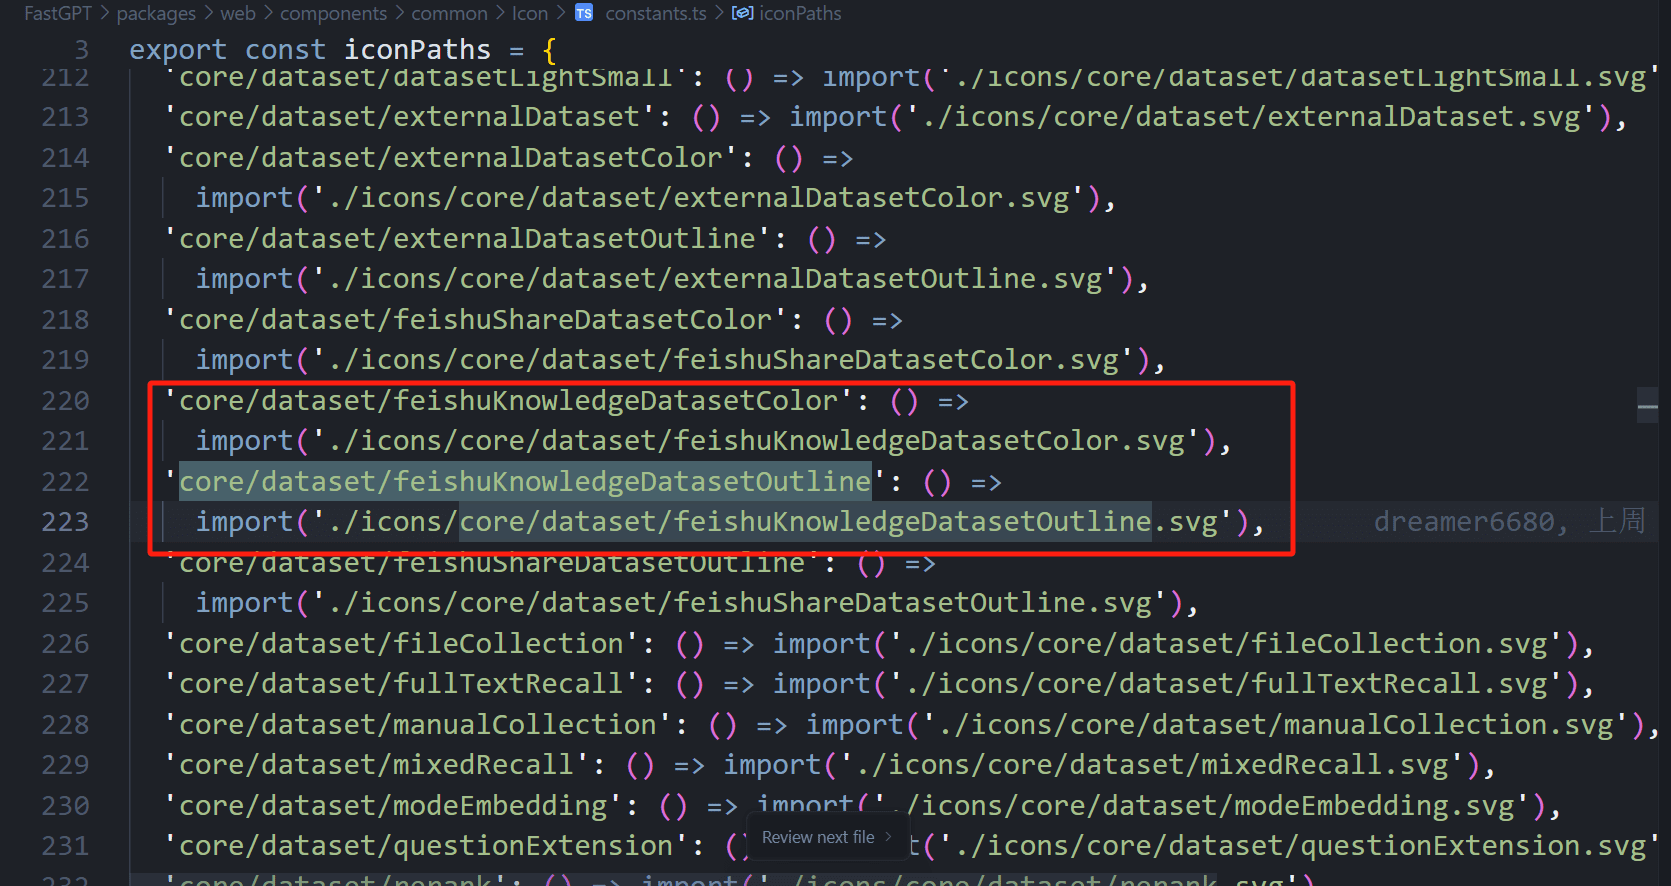 FastGPT > packages > web > components > common > Icon > TS constants.ts > iconPaths
3 export const iconPaths = {
212 'core/dataset/datasetLightSmall': () => import('./icons/core/dataset/datasetLightSmall.svg'
213 'core/dataset/externalDataset': () => import('./icons/core/dataset/externalDataset.svg'),
214 'core/dataset/externalDatasetColor': () =>
215 import('./icons/core/dataset/externalDatasetColor.svg'),
216 'core/dataset/externalDatasetOutline': () =>
217 import('./icons/core/dataset/externalDatasetOutline.svg'),
218 'core/dataset/feishuShareDatasetColor': () =>
219 import('./icons/core/dataset/feishuShareDatasetColor.svg'),
220 'core/dataset/feishuKnowledgeDatasetColor': () =>
221 import('./icons/core/dataset/feishuKnowledgeDatasetColor.svg'),
222 'core/dataset/feishuKnowledgeDatasetOutline': () =>
223 import('./icons/core/dataset/feishuKnowledgeDatasetOutline.svg'), dreamer6680, 上周
224 'core/dataset/feishuShareDatasetOutline': () =>
225 import('./icons/core/dataset/feishuShareDatasetOutline.svg'),
226 'core/dataset/fileCollection': () => import('./icons/core/dataset/fileCollection.svg'),
227 'core/dataset/fullTextRecall': () => import('./icons/core/dataset/fullTextRecall.svg'),
228 'core/dataset/manualCollection': () => import('./icons/core/dataset/manualCollection.svg'),
229 'core/dataset/mixedRecall': () => import('./icons/core/dataset/mixedRecall.svg'),
230 'core/dataset/modeEmbedding': () => import('./icons/core/dataset/modeEmbedding.svg'),
Review next file >
231 'core/dataset/questionExtension': () t('./icons/core/dataset/questionExtension.svg'
232 'core/dataset/rerank': () => import('./icons/core/dataset/rerank.svg')